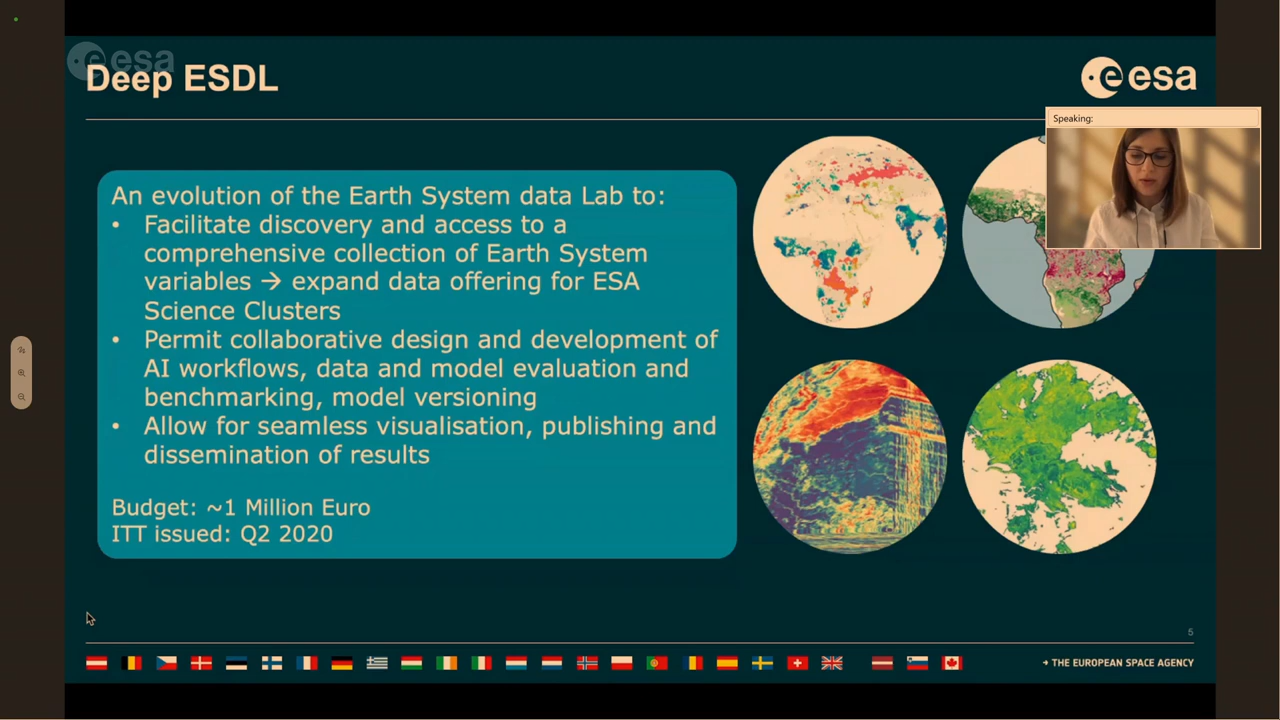 esa
Deep ESDL
esa
Speaking:
An evolution of the Earth System data Lab to:
• Facilitate discovery and access to a
comprehensive collection of Earth System
variables → expand data offering for ESA
Science Clusters
• Permit collaborative design and development of
AI workflows, data and model evaluation and
benchmarking, model versioning
• Allow for seamless visualisation, publishing and
dissemination of results
Budget: ~1 Million Euro
ITT issued: Q2 2020
5
→ THE EUROPEAN SPACE AGENCY